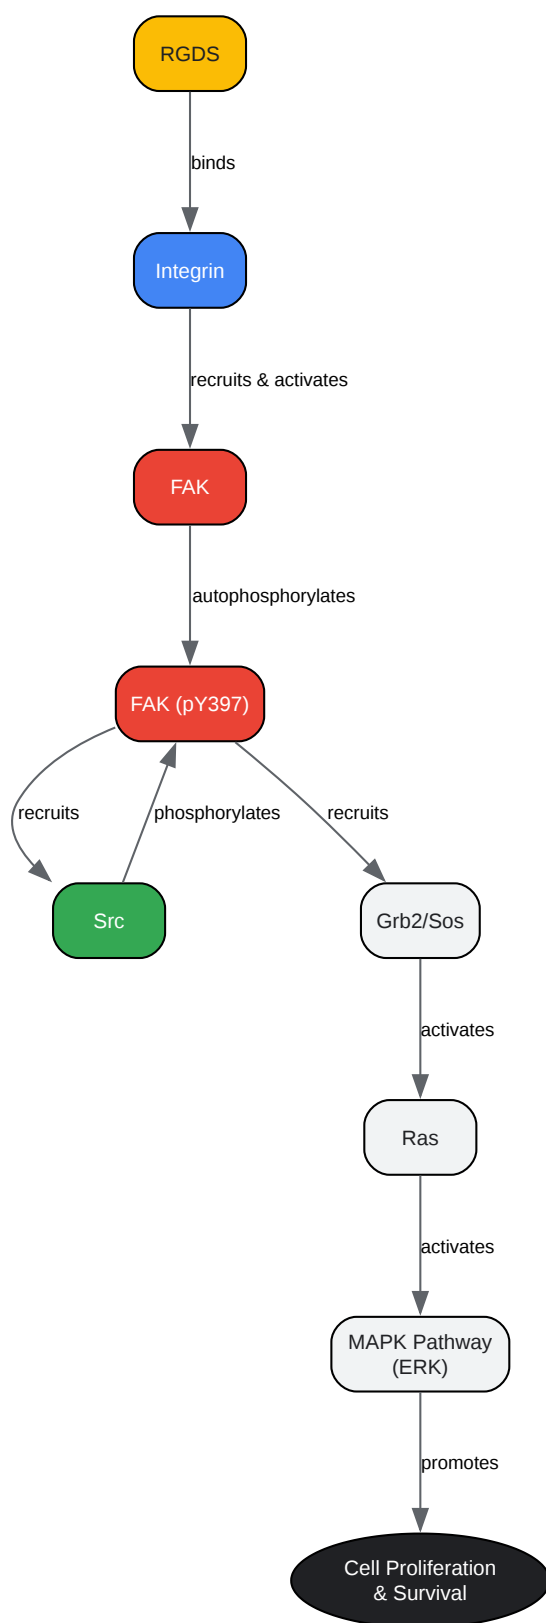 RGDS
binds
Integrin
recruits & activates
FAK
autophosphorylates
FAK (pY397)
recruits
phosphorylates
recruits
Src
Grb2/Sos
activates
Ras
activates
MAPK Pathway
(ERK)
promotes
Cell Proliferation
& Survival